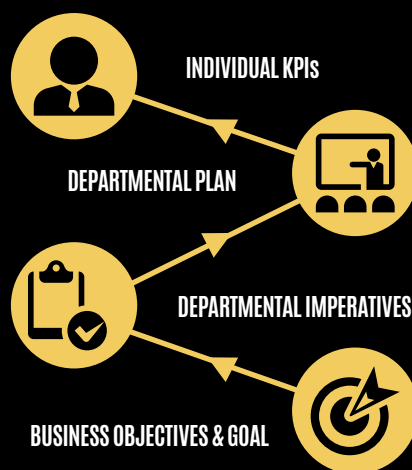 INDIVIDUAL KPIs
DEPARTMENTAL PLAN
DEPARTMENTAL IMPERATIVES
BUSINESS OBJECTIVES & GOAL